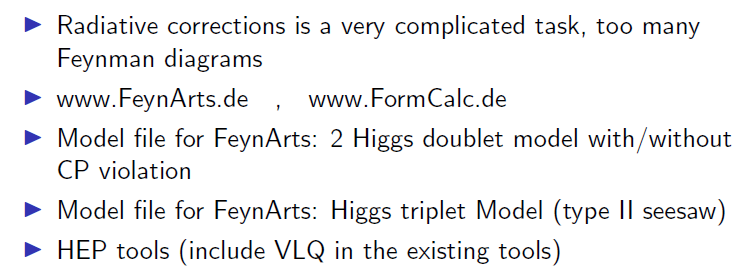 Radiative corrections is a very complicated task, too many
Feynman diagrams
www.FeynArts.de , www.FormCalc.de
Model file for FeynArts: 2 Higgs doublet model with/without
CP violation
Model file for FeynArts: Higgs triplet Model (type II seesaw)
HEP tools (include VLQ in the existing tools)